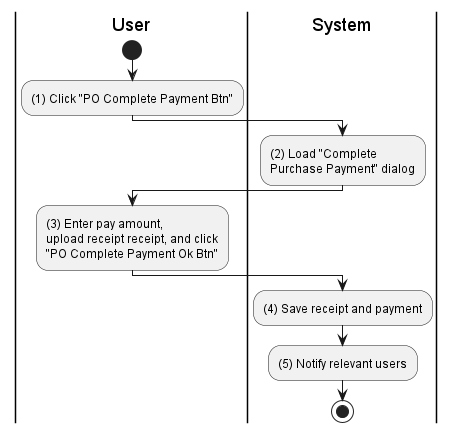 User
System
(1) Click "PO Complete Payment Btn"
(2) Load "Complete
Purchase Payment" dialog
(3) Enter pay amount,
upload receipt receipt, and click
"PO Complete Payment Ok Btn"
(4) Save receipt and payment
(5) Notify relevant users